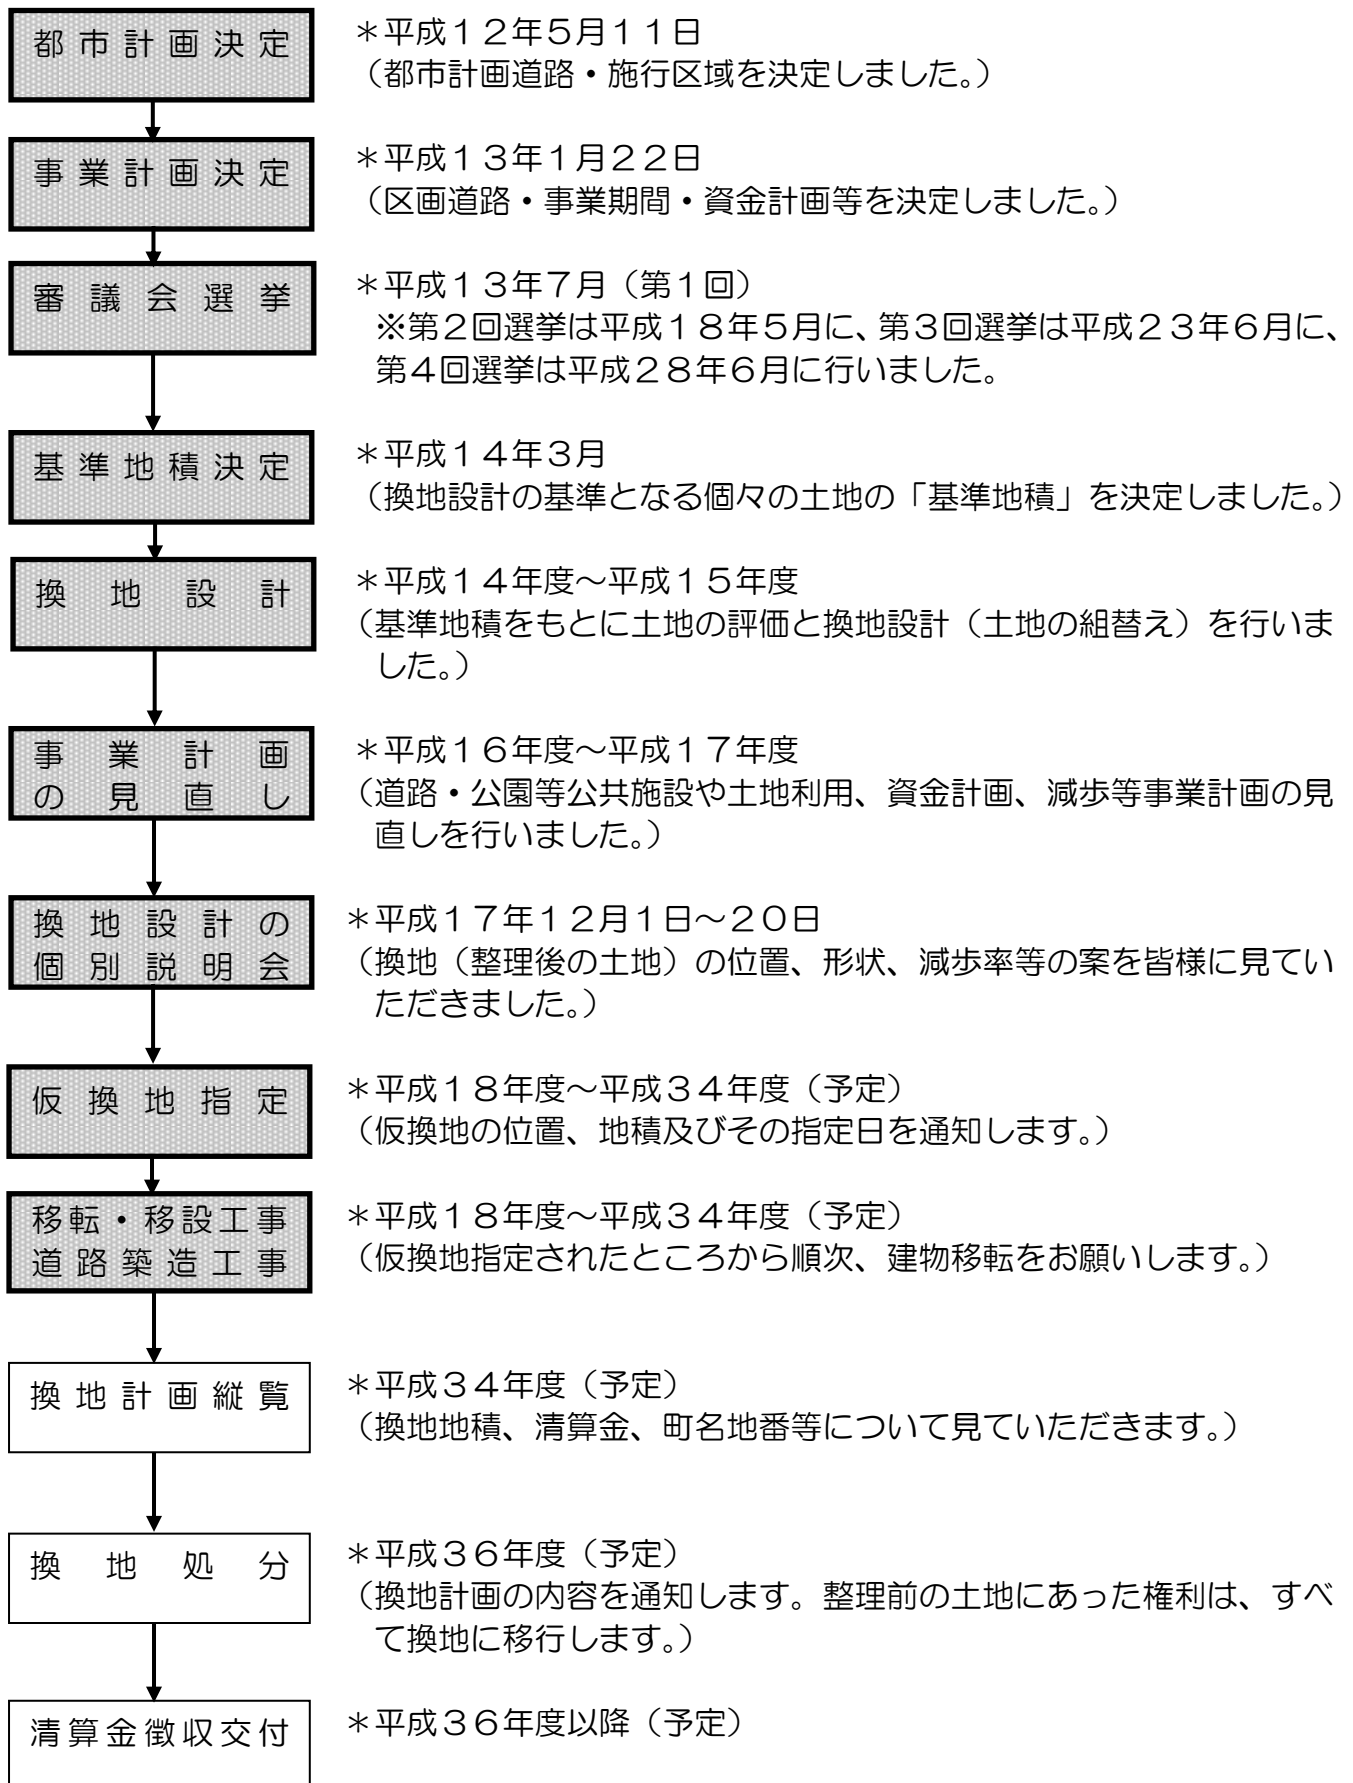 都市計画決定
＊平成１２年５月１１日
（都市計画道路・施行区域を決定しました。）
事業計画決定
＊平成１３年１月２２日
（区画道路・事業期間・資金計画等を決定しました。）
審議会選挙
＊平成１３年７月（第１回）
※第２回選挙は平成１８年５月に、第３回選挙は平成２３年６月に、
第４回選挙は平成２８年６月に行いました。
基準地積決定
＊平成１４年３月
（換地設計の基準となる個々の土地の「基準地積」を決定しました。）
換地設計
＊平成１４年度～平成１５年度
（基準地積をもとに土地の評価と換地設計（土地の組替え）を行いま
した。）
事業計画
の見直し
＊平成１６年度～平成１７年度
（道路・公園等公共施設や土地利用、資金計画、減歩等事業計画の見
直しを行いました。）
換地設計の
個別説明会
＊平成１７年１２月１日～２０日
（換地（整理後の土地）の位置、形状、減歩率等の案を皆様に見てい
ただきました。）
仮換地指定
＊平成１８年度～平成３４年度（予定）
（仮換地の位置、地積及びその指定日を通知します。）
移転・移設工事
道路築造工事
＊平成１８年度～平成３４年度（予定）
（仮換地指定されたところから順次、建物移転をお願いします。）
換地計画縦覧
＊平成３４年度（予定）
（換地地積、清算金、町名地番等について見ていただきます。）
換地処分
＊平成３６年度（予定）
（換地計画の内容を通知します。整理前の土地にあった権利は、すべ
て換地に移行します。）
清算金徴収交付
＊平成３６年度以降（予定）